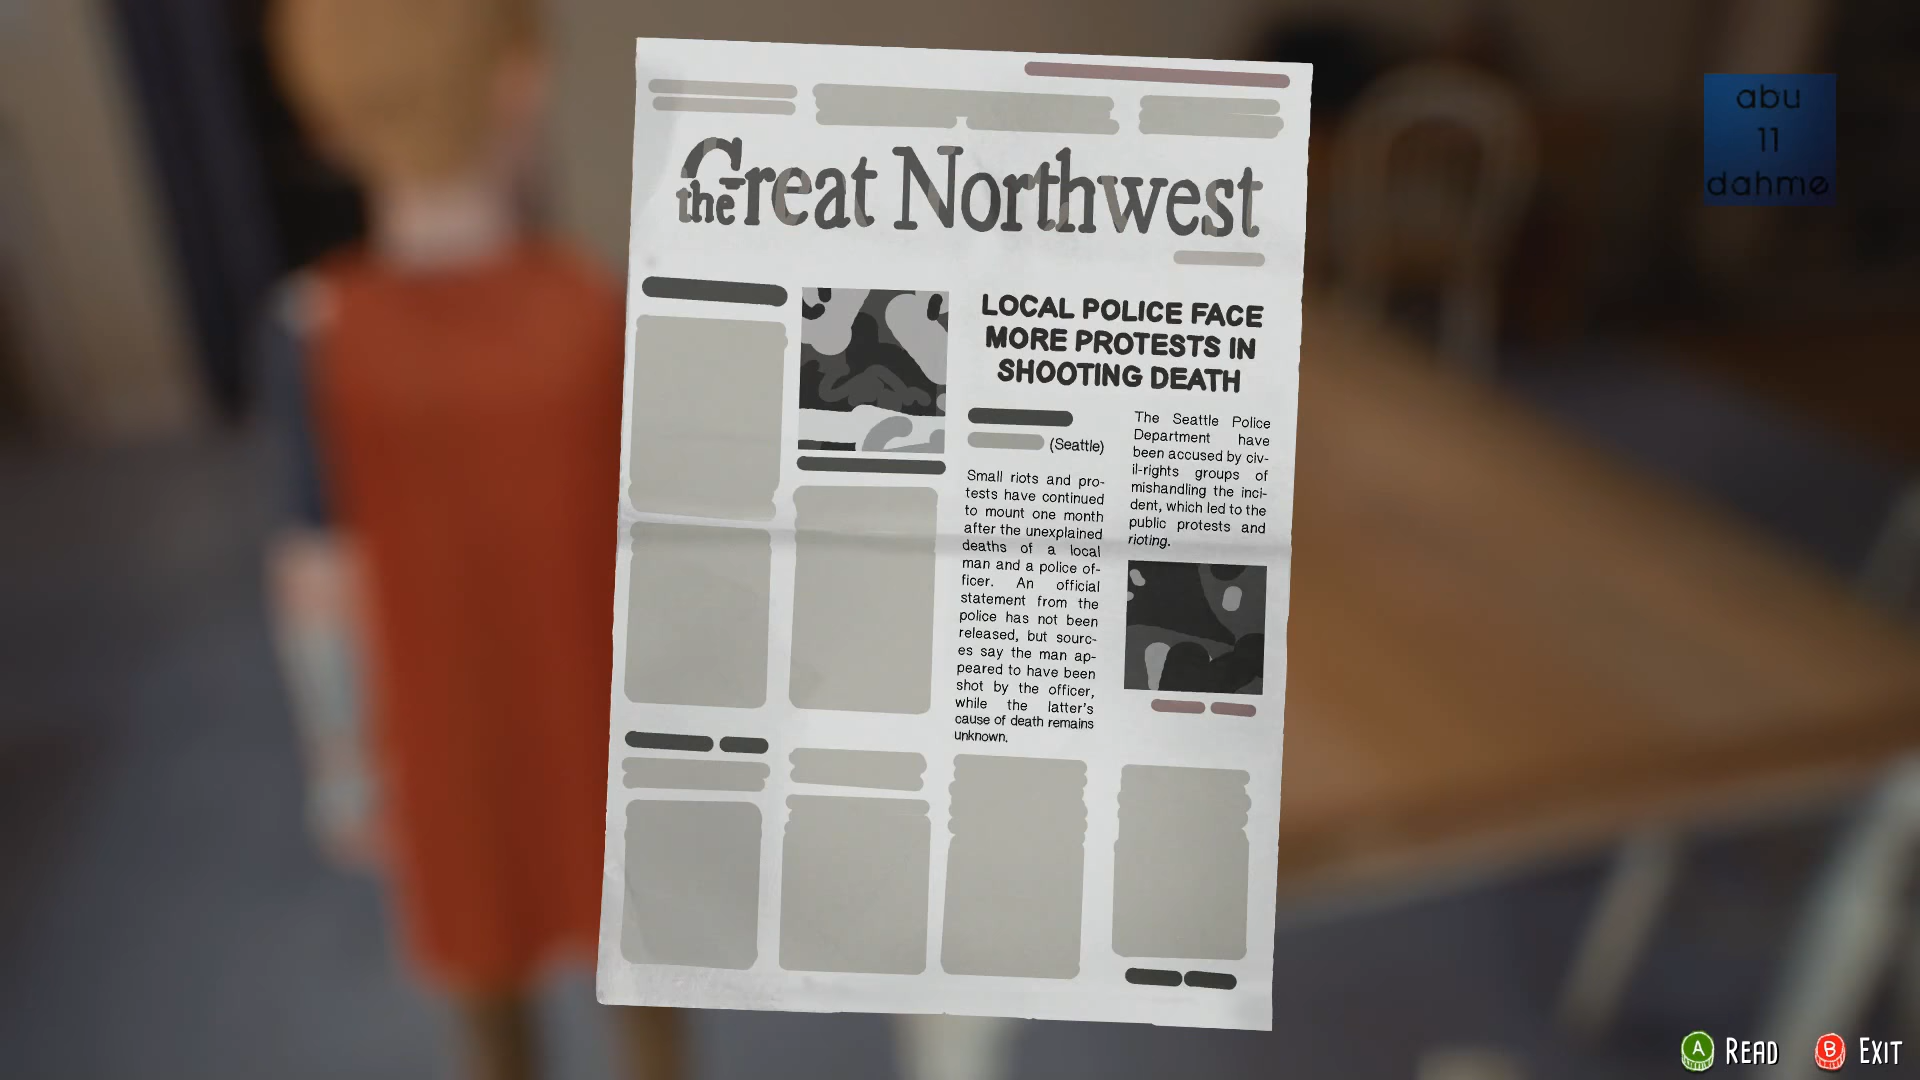 abu
11
dahme
the Great Northwest
LOCAL POLICE FACE
MORE PROTESTS IN
SHOOTING DEATH
(Seattle)
Small riots and pro-
tests have continued
to mount one month
after the unexplained
deaths of a local
man and a police of-
ficer. An official
statement from the
police has not been
released, but sourc-
es say the man ap-
peared to have been
shot by the officer,
while the latter's
cause of death remains
unknown.
The Seattle Police
Department have
been accused by civ-
il-rights groups of
mishandling the inci-
dent, which led to the
public protests and
rioting.
A READ B EXIT